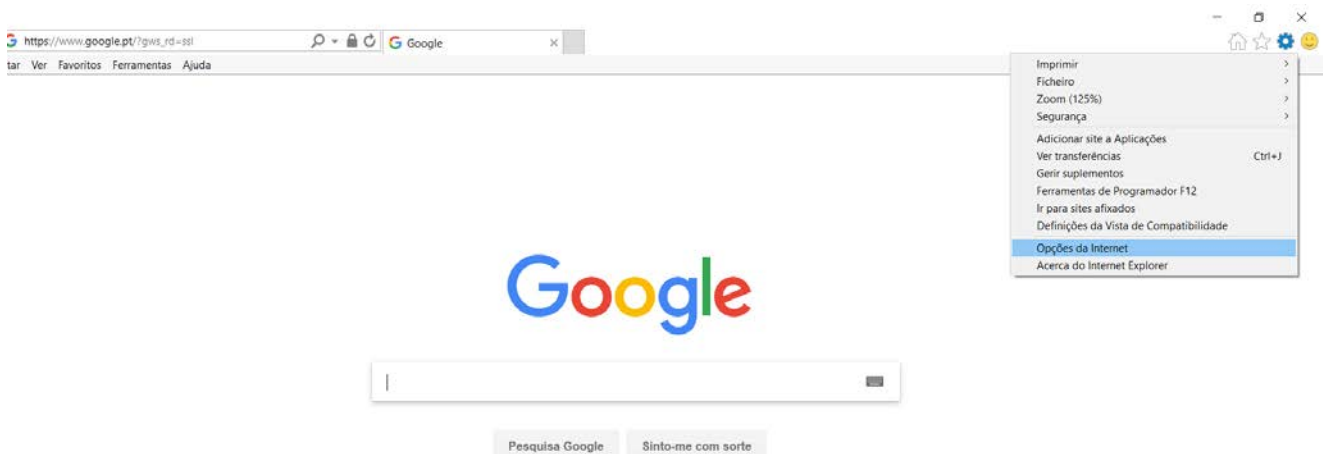 https://www.google.pt/?gws_rd=ssl
Google
tar Ver Favoritos Ferramentas Ajuda
Imprimir
Ficheiro
Zoom (125%)
Segurança
Adicionar site a Aplicações
Ver transferências Ctrl+J
Gerir suplementos
Ferramentas de Programador F12
Ir para sites afixados
Definições da Vista de Compatibilidade
Opções da Internet
Acerca do Internet Explorer
Google
Pesquisa Google Sinto-me com sorte